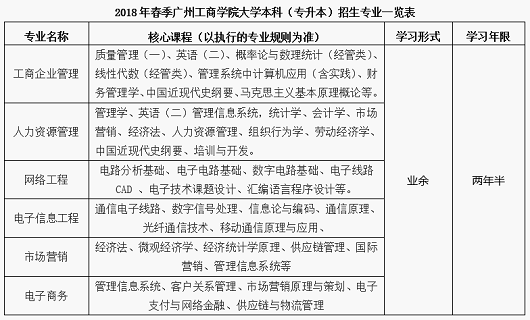 2018年春季广州工商学院大学本科（专升本）招生专业一览表
专业名称 核心课程（以执行的专业规则为准） 学习形式 学习年限
工商企业管理
质量管理（一）、英语（二）、概率论与数理统计（经管类）、
线性代数（经管类）、管理系统中计算机应用（含实践）、财
务管理学、中国近现代史纲要、马克思主义基本原理概论等。
人力资源管理
管理学、英语（二）管理信息系统，统计学、会计学、市场
营销、经济法、人力资源管理、组织行为学、劳动经济学、
中国近现代史纲要、培训与开发。
网络工程
电路分析基础、电子电路基础、数字电路基础、电子线路
CAD 、电子技术课题设计、汇编语言程序设计等。
电子信息工程
通信电子线路、数字信号处理、信息论与编码、通信原理、
光纤通信技术、移动通信原理与应用、
市场营销
经济法、微观经济学、经济统计学原理、供应链管理、国际
营销、管理信息系统等
电子商务
管理信息系统、客户关系管理、市场营销原理与策划、电子
支付与网络金融、供应链与物流管理
业余
两年半